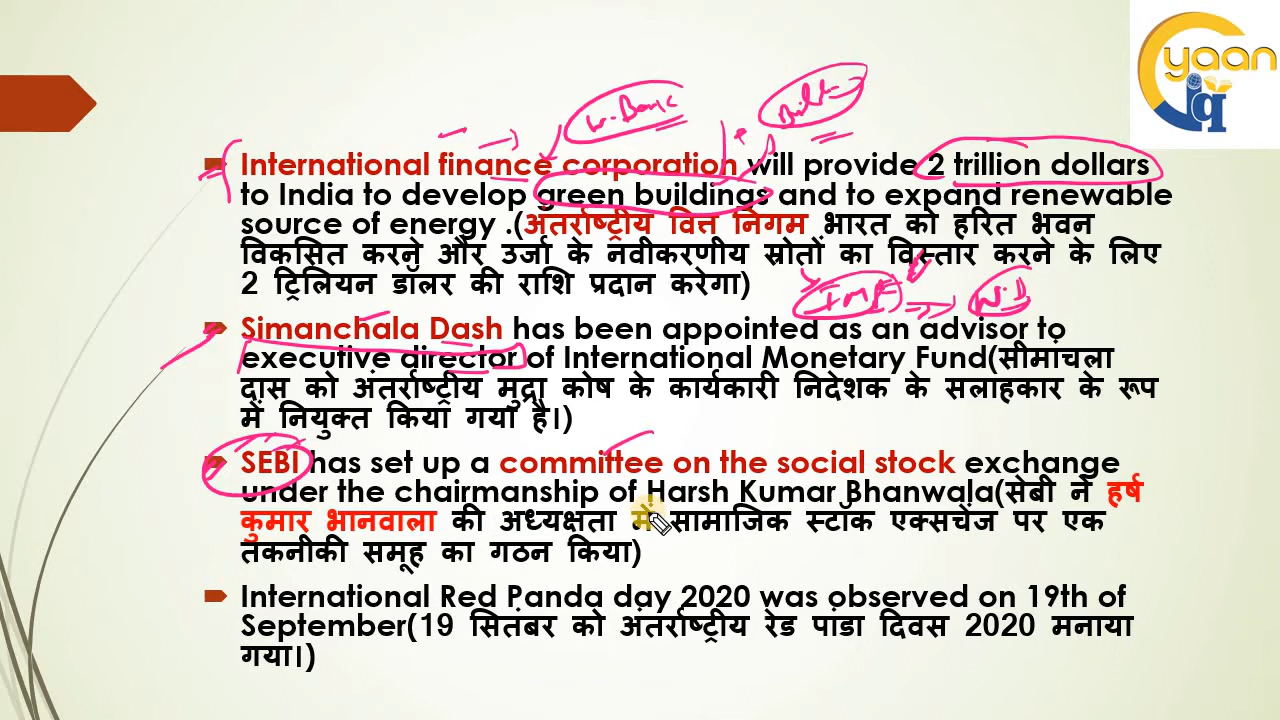 yaan
iq
W. Bank
International finance corporation will provide 2 trillion dollars
to India to develop green buildings and to expand renewable
source of energy .(अंतर्राष्ट्रीय वित्त निगम भारत को हरित भवन
विकसित करने और उर्जा के नवीकरणीय स्रोतों का विस्तार करने के लिए
2 ट्रिलियन डॉलर की राशि प्रदान करेगा)
IMF
Simanchala Dash has been appointed as an advisor to
executive director of International Monetary Fund(सीमाचला
दास को अंतर्राष्ट्रीय मुद्रा कोष के कार्यकारी निदेशक के सलाहकार के रूप
में नियुक्त किया गया है।)
SEBI has set up a committee on the social stock exchange
under the chairmanship of Harsh Kumar Bhanwala(सेबी ने हर्ष
कुमार भानवाला की अध्यक्षता में सामाजिक स्टॉक एक्सचेंज पर एक
तकनीकी समूह का गठन किया)
International Red Panda day 2020 was observed on 19th of
September(19 सितंबर को अंतर्राष्ट्रीय रेड पांडा दिवस 2020 मनाया
गया।)